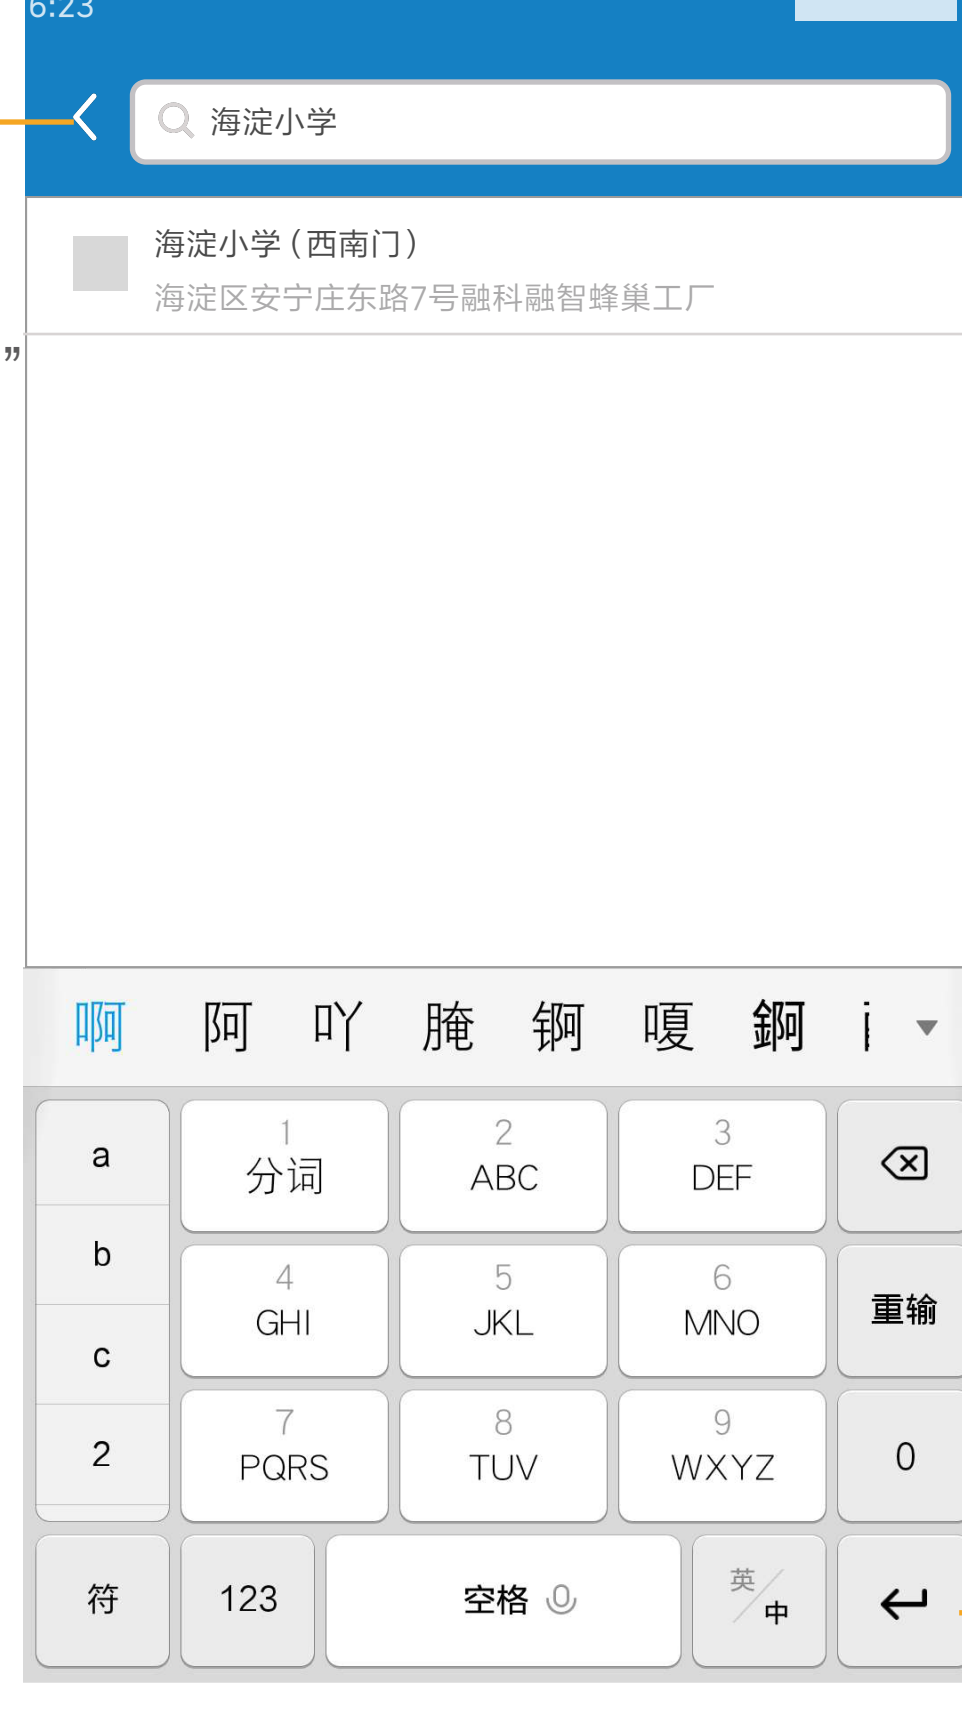 6:23
海淀小学
海淀小学（西南门）
海淀区安宁庄东路7号融科融智蜂巢工厂
”
啊 阿 吖 腌 锕 嗄 錒
a
b
c
2
1
分词
2
ABC
3
DEF
4
GHI
5
JKL
6
MNO
重输
7
PQRS
8
TUV
9
WXYZ
0
符
123
空格
英/中